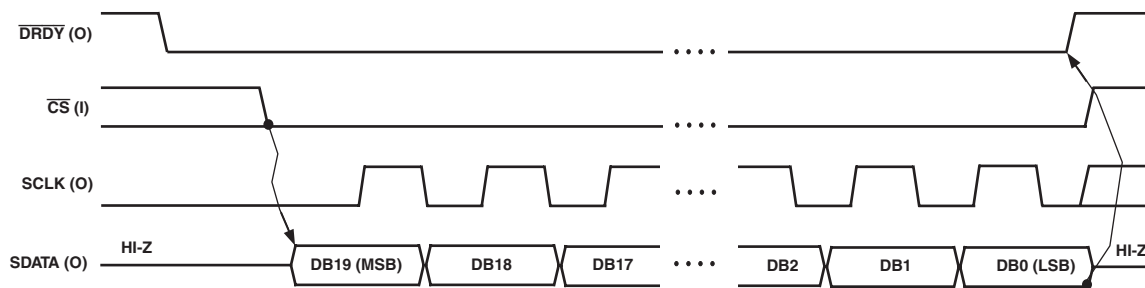 DRDY (O)
CS (I)
SCLK (O)
HI-Z
HI-Z
SDATA (O)
DB19 (MSB)
DB18
DB17
DB2
DB1
DB0 (LSB)